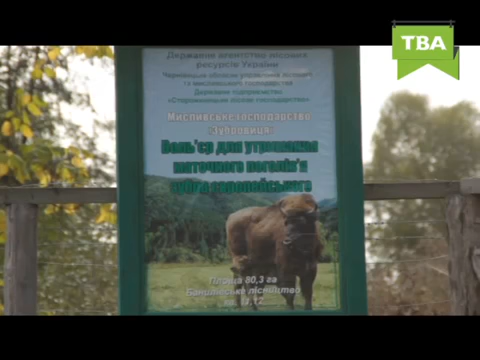 ТВА
Державне агентство лісових
ресурсів України
Чернівецьке обласне управління лісового
та мисливського господарства
Державне підприємство
«Сторожинецьке лісове господарство»
Мисливське господарство
(Зубровиця)
Вольєр для утримання
маточного поголів'я
зубра європейського
Площа 80,3 га
Банилівське лісництво